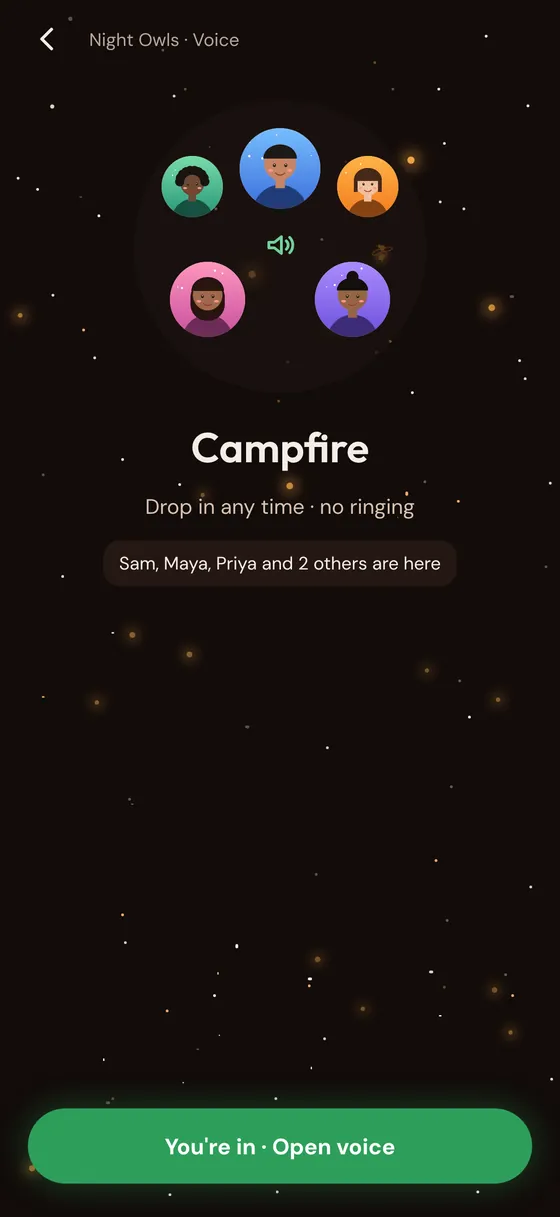 Night Owls · Voice
Campfire
Drop in any time · no ringing
Sam, Maya, Priya and 2 others are here
You're in · Open voice